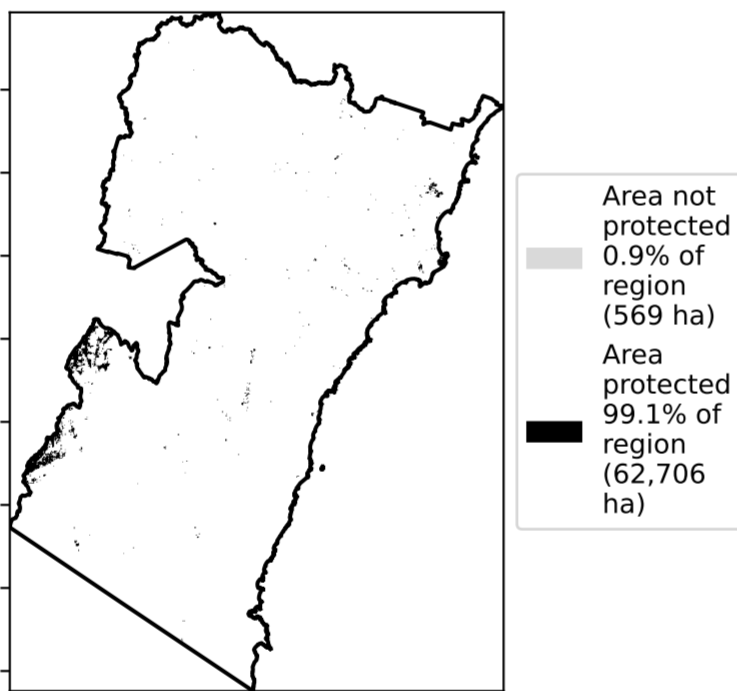 Area not
protected
0.9% of
region
(569 ha)
Area
protected
99.1% of
region
(62,706
ha)